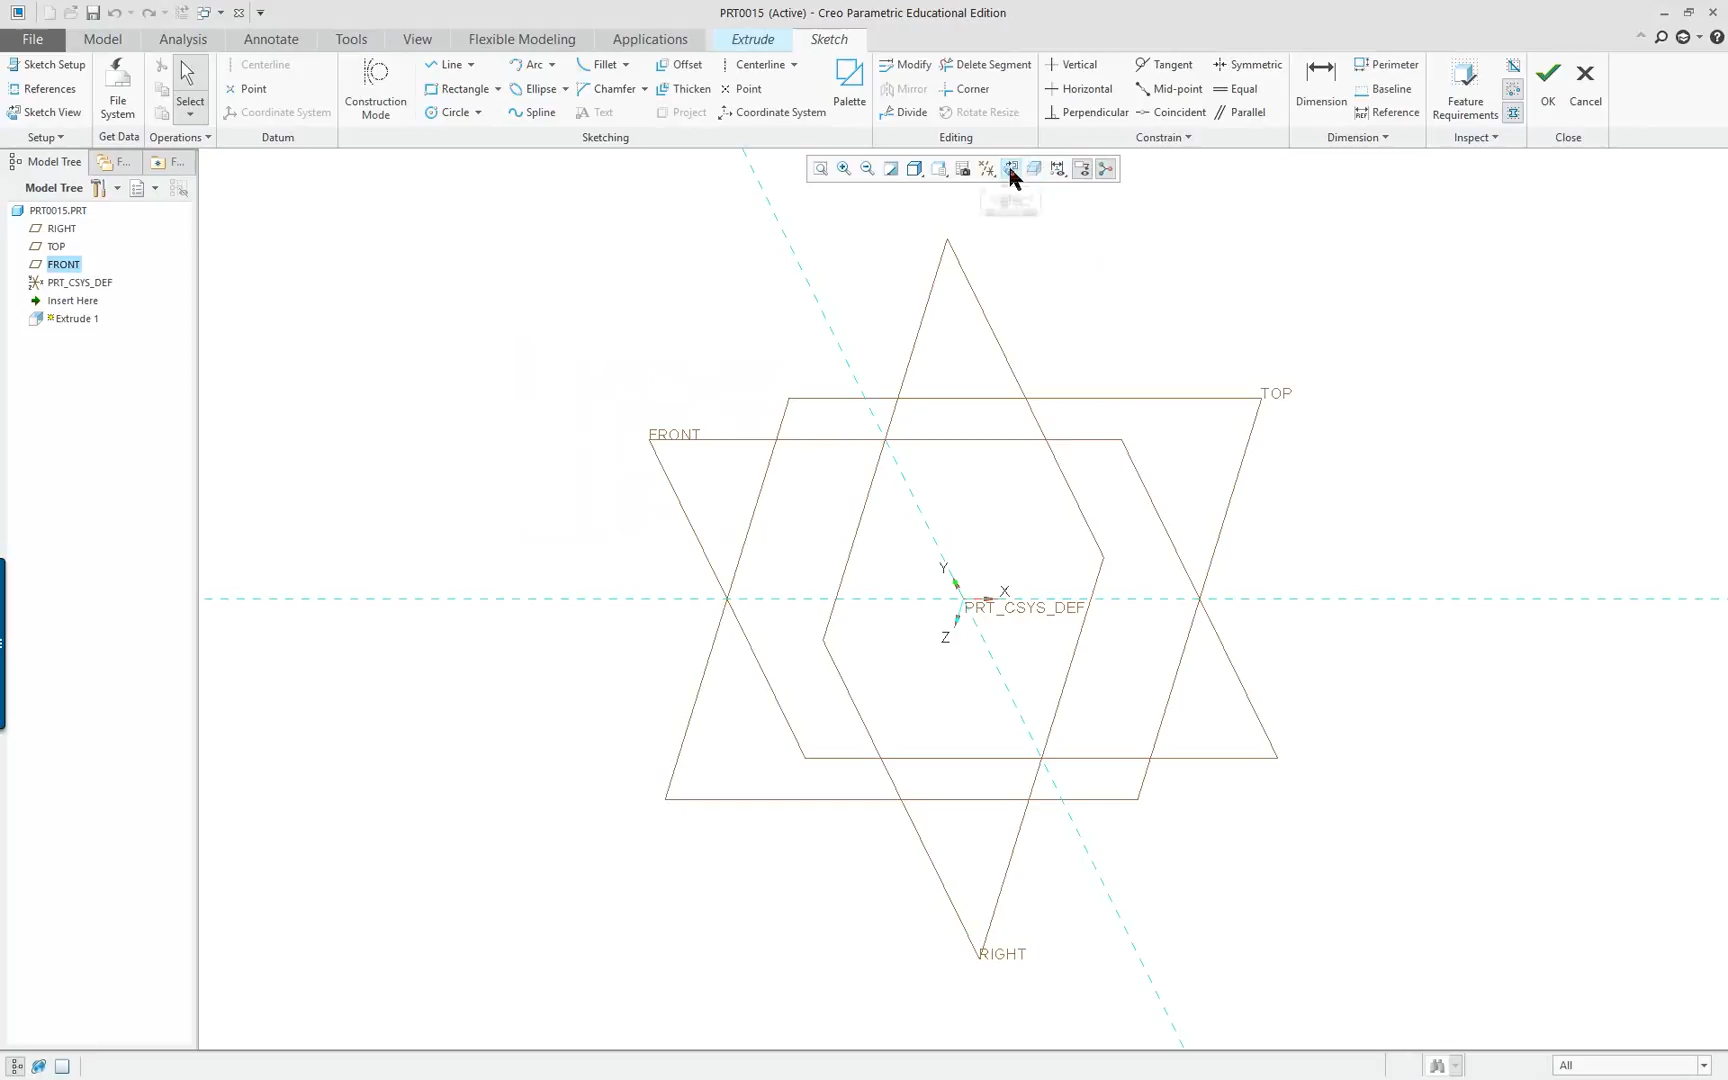 PRT0015 (Active) - Creo Parametric Educational Edition
File Model Analysis Annotate Tools View Flexible Modeling Applications Extrude Sketch
Sketch Setup
References
Sketch View
Setup
File System
Get Data
Select
Operations
Centerline
Point
Coordinate System
Datum
Construction Mode
Line Arc Fillet Offset Centerline
Rectangle Ellipse Chamfer Thicken Point
Circle Spline Text Project Coordinate System
Palette
Sketching
Modify Delete Segment
Mirror Corner
Divide Rotate Resize
Editing
Vertical Tangent Symmetric
Horizontal Mid-point Equal
Perpendicular Coincident Parallel
Constrain
Dimension
Perimeter
Baseline
Reference
Dimension
Feature Requirements
Inspect
OK
Cancel
Close
Model Tree F... F...
Model Tree
PRT0015.PRT
RIGHT
TOP
FRONT
PRT_CSYS_DEF
Insert Here
Extrude 1
TOP
FRONT
Y
X
PRT_CSYS_DEF
Z
RIGHT
All